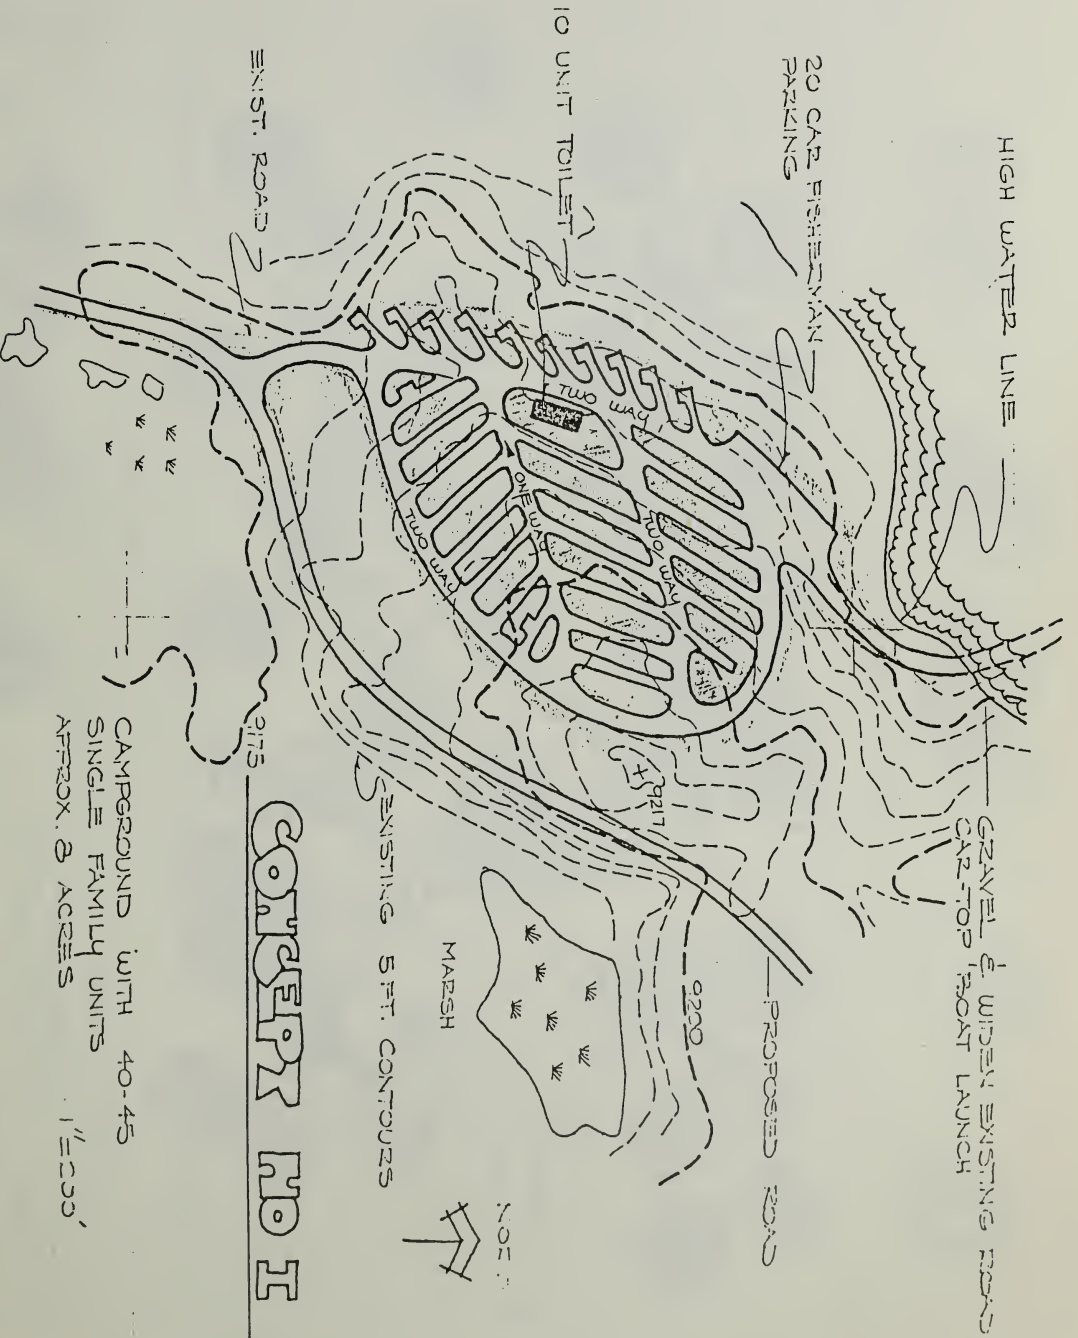 HIGH WATER LINE
20 CAR FISHERMAN
PARKING
10 UNIT TOILET
EXIST. ROAD
TWO WAY
ONE WAY
TWO WAY
TWO WAY
GRAVEL & WIDEN EXISTING ROAD
CAR-TOP BOAT LAUNCH
PROPOSED ROAD
9217
9200
MARSH
EXISTING 5 FT. CONTOURS
9175
CONCEPT NO I
CAMPGROUND WITH 40-45
SINGLE FAMILY UNITS
APPROX. 8 ACRES